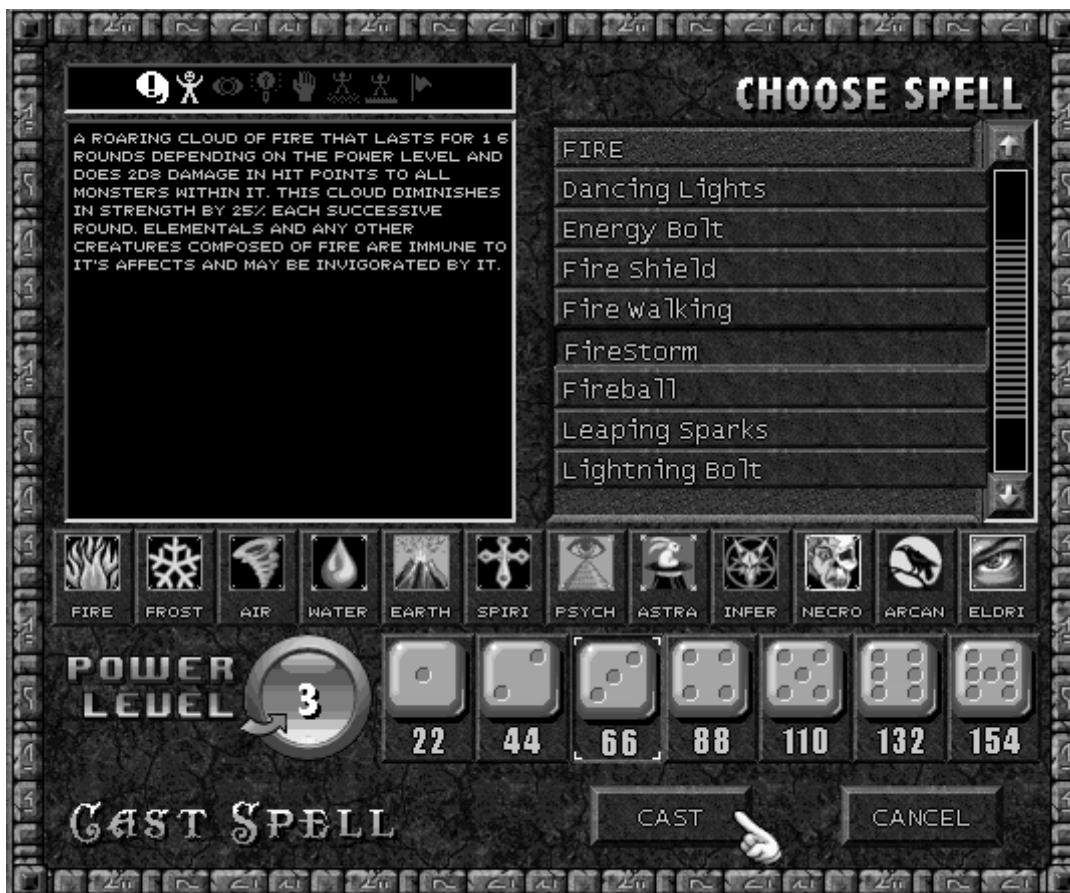 CHOOSE SPELL
A ROARING CLOUD OF FIRE THAT LASTS FOR 1 6
ROUNDS DEPENDING ON THE POWER LEVEL AND
DOES 2D8 DAMAGE IN HIT POINTS TO ALL
MONSTERS WITHIN IT. THIS CLOUD DIMINISHES
IN STRENGTH BY 25% EACH SUCCESSIVE
ROUND. ELEMENTALS AND ANY OTHER
CREATURES COMPOSED OF FIRE ARE IMMUNE TO
IT'S AFFECTS AND MAY BE INVIGORATED BY IT.
FIRE
Dancing Lights
Energy Bolt
Fire Shield
Fire Walking
FireStorm
Fireball
Leaping Sparks
Lightning Bolt
FIRE FROST AIR WATER EARTH SPIRI PSYCH ASTRA INFER NECRO ARCAN ELDRI
POWER
LEVEL
3
22 44 66 88 110 132 154
CAST SPELL
CAST
CANCEL